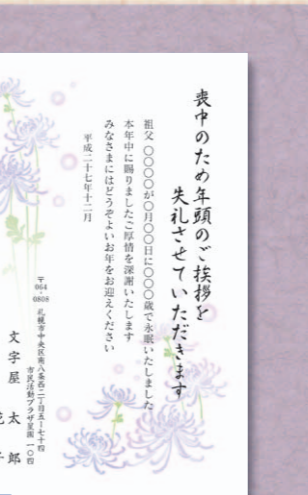 喪中のため年頭のご挨拶を
失礼させていただきます
祖父 〇〇〇〇が〇月〇〇日に〇〇〇歳で永眠いたしました
本年中に賜りましたご厚情を深謝いたします
みなさまにはどうぞよいお年をお迎えください
平成二十七年十二月
〒064-0808
札幌市中央区南八条西二丁目五ー七十四
市民活動プラザ星園一〇四
文字屋 太郎